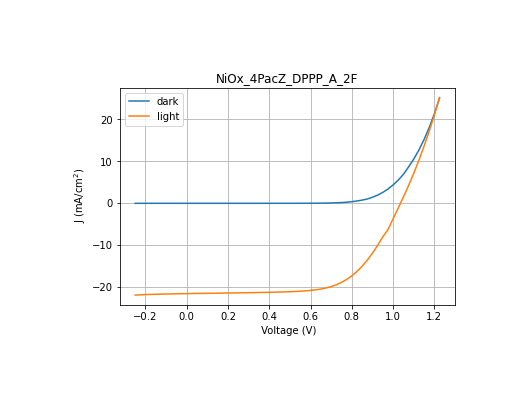 NiOx_4PacZ_DPPP_A_2F
dark
light
20
10
0
−10
−20
J (mA/cm²)
−0.2 0.0 0.2 0.4 0.6 0.8 1.0 1.2
Voltage (V)